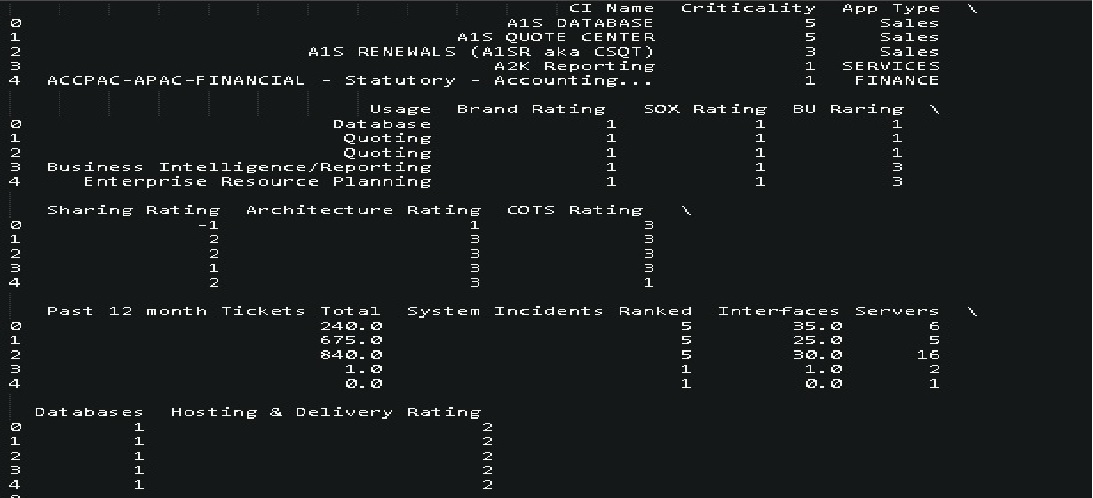 CI Name  Criticality  App Type  \
0  A1S DATABASE  5  Sales
1  A1S QUOTE CENTER  5  Sales
2  A1S RENEWALS (A1SR aka CSQT)  3  Sales
3  A2K Reporting  1  SERVICES
4  ACCPAC-APAC-FINANCIAL - Statutory - Accounting...  1  FINANCE
Usage  Brand Rating  SOX Rating  BU Raring  \
0  Database  1  1  1
1  Quoting  1  1  1
2  Quoting  1  1  1
3  Business Intelligence/Reporting  1  1  3
4  Enterprise Resource Planning  1  1  3
Sharing Rating  Architecture Rating  COTS Rating  \
0  -1  1  3
1  2  3  3
2  2  3  3
3  1  3  3
4  2  3  1
Past 12 month Tickets Total  System Incidents Ranked  Interfaces  Servers  \
0  240.0  5  35.0  6
1  675.0  5  25.0  5
2  840.0  5  30.0  16
3  1.0  1  1.0  2
4  0.0  1  0.0  1
Databases  Hosting & Delivery Rating
0  1  2
1  1  2
2  1  2
3  1  2
4  1  2